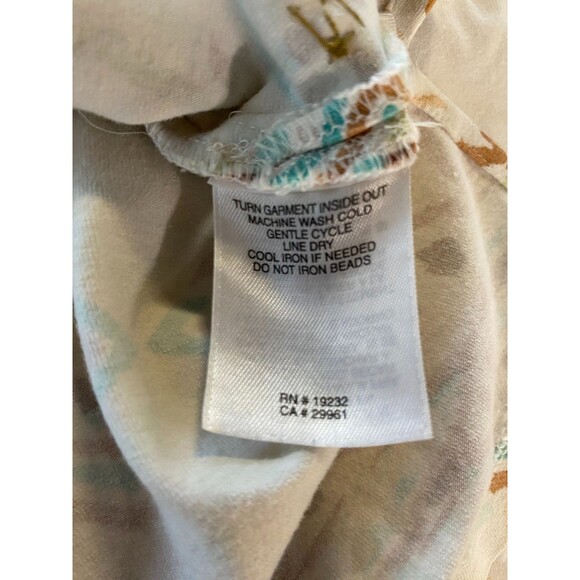 TURN GARMENT INSIDE OUT
MACHINE WASH COLD
GENTLE CYCLE
LINE DRY
COOL IRON IF NEEDED
DO NOT IRON BEADS
RN # 19232
CA # 29961